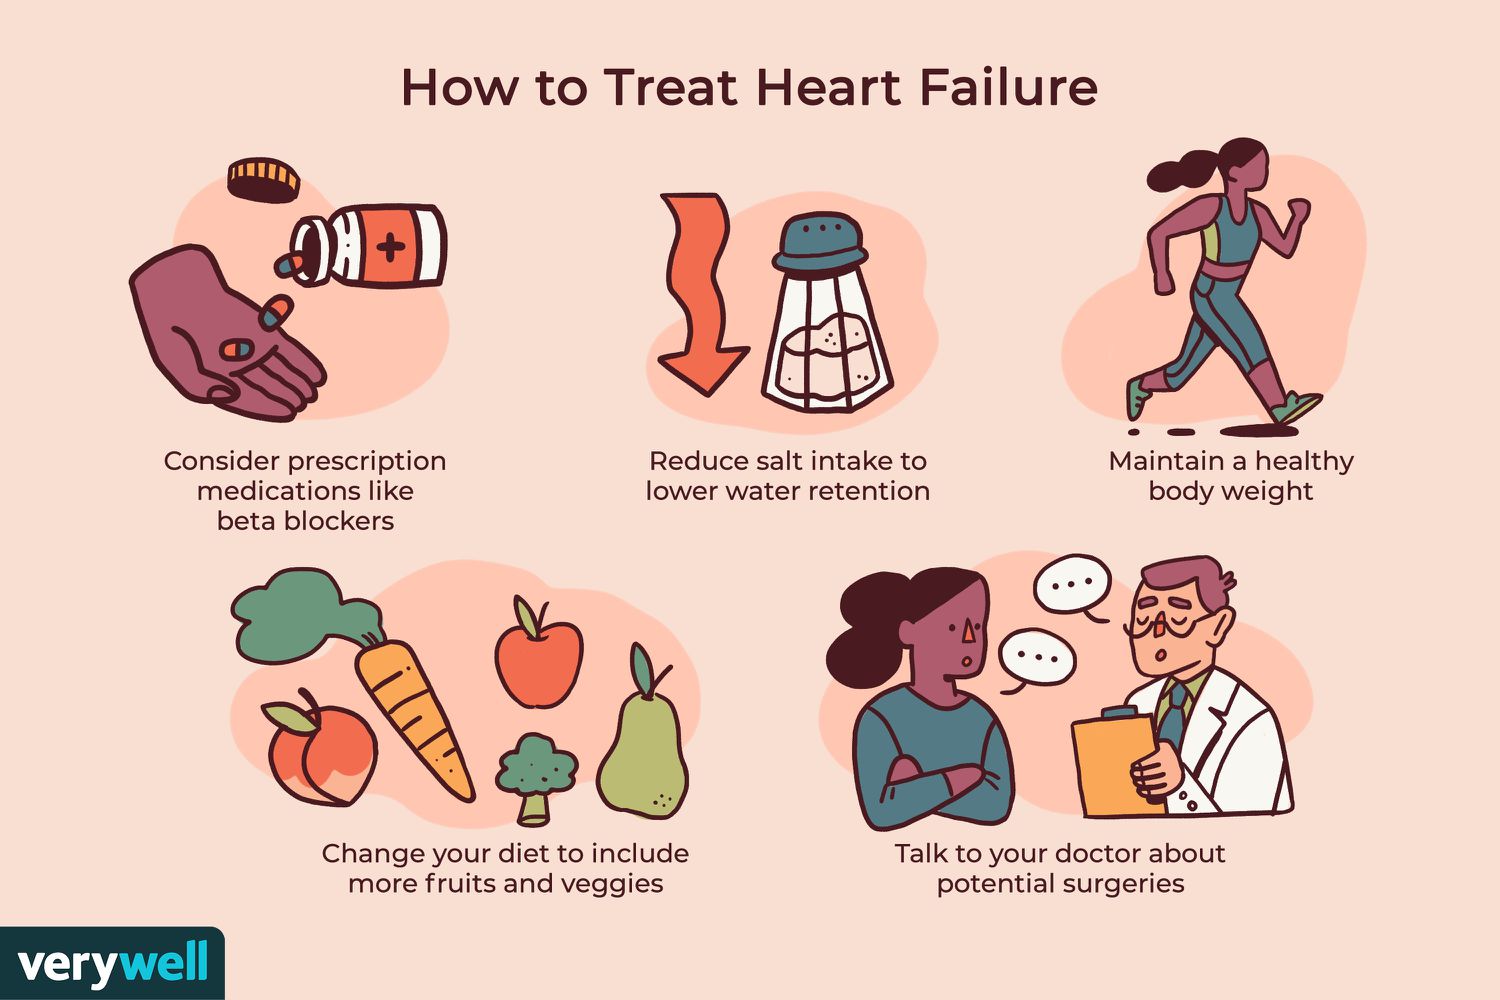 How to Treat Heart Failure
Consider prescription
medications like
beta blockers
Reduce salt intake to
lower water retention
Maintain a healthy
body weight
Change your diet to include
more fruits and veggies
Talk to your doctor about
potential surgeries
verywell